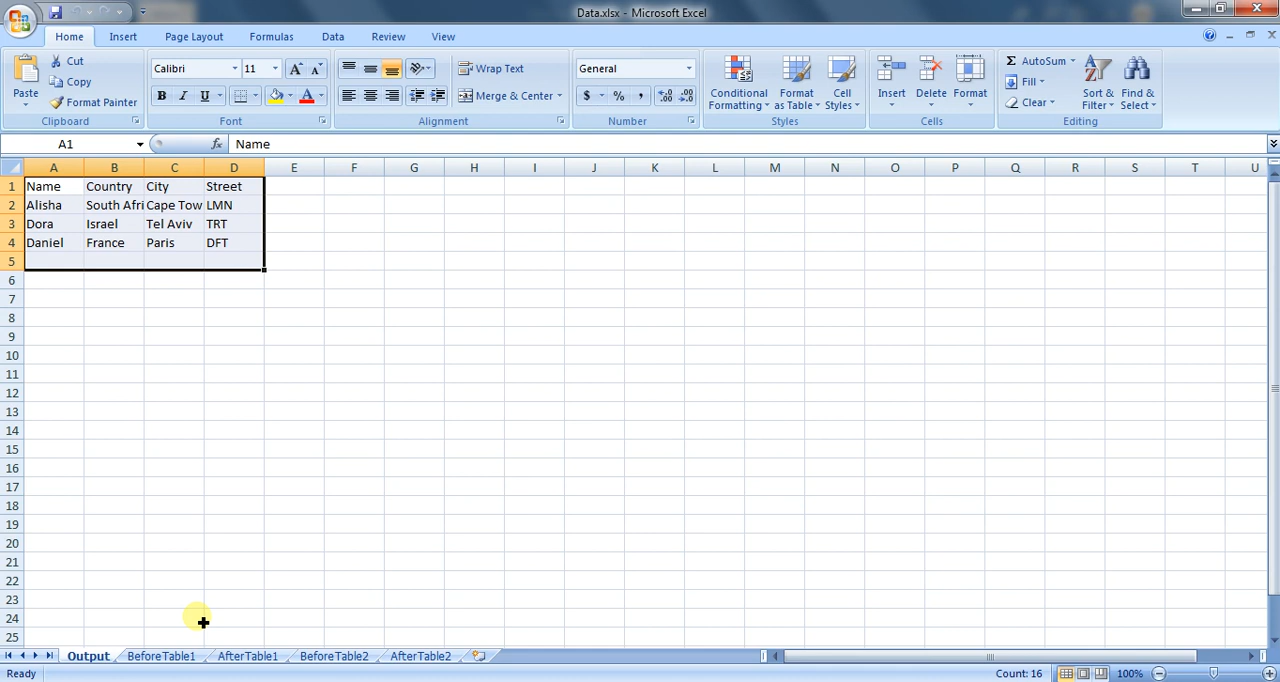 Data.xlsx - Microsoft Excel
Home Insert Page Layout Formulas Data Review View
Paste
Cut
Copy
Format Painter
Clipboard
Calibri 11
B I U
Font
Wrap Text
Merge & Center
Alignment
General
$ % ,
Number
Conditional Formatting
Format as Table
Cell Styles
Styles
Insert
Delete
Format
Cells
Σ AutoSum
Fill
Clear
Sort & Filter
Find & Select
Editing
A1 fx Name
A B C D E F G H I J K L M N O P Q R S T U
1 Name Country City Street
2 Alisha South Afri Cape Tow LMN
3 Dora Israel Tel Aviv TRT
4 Daniel France Paris DFT
5
6
7
8
9
10
11
12
13
14
15
16
17
18
19
20
21
22
23
24
25
Output BeforeTable1 AfterTable1 BeforeTable2 AfterTable2
Ready Count: 16 100%